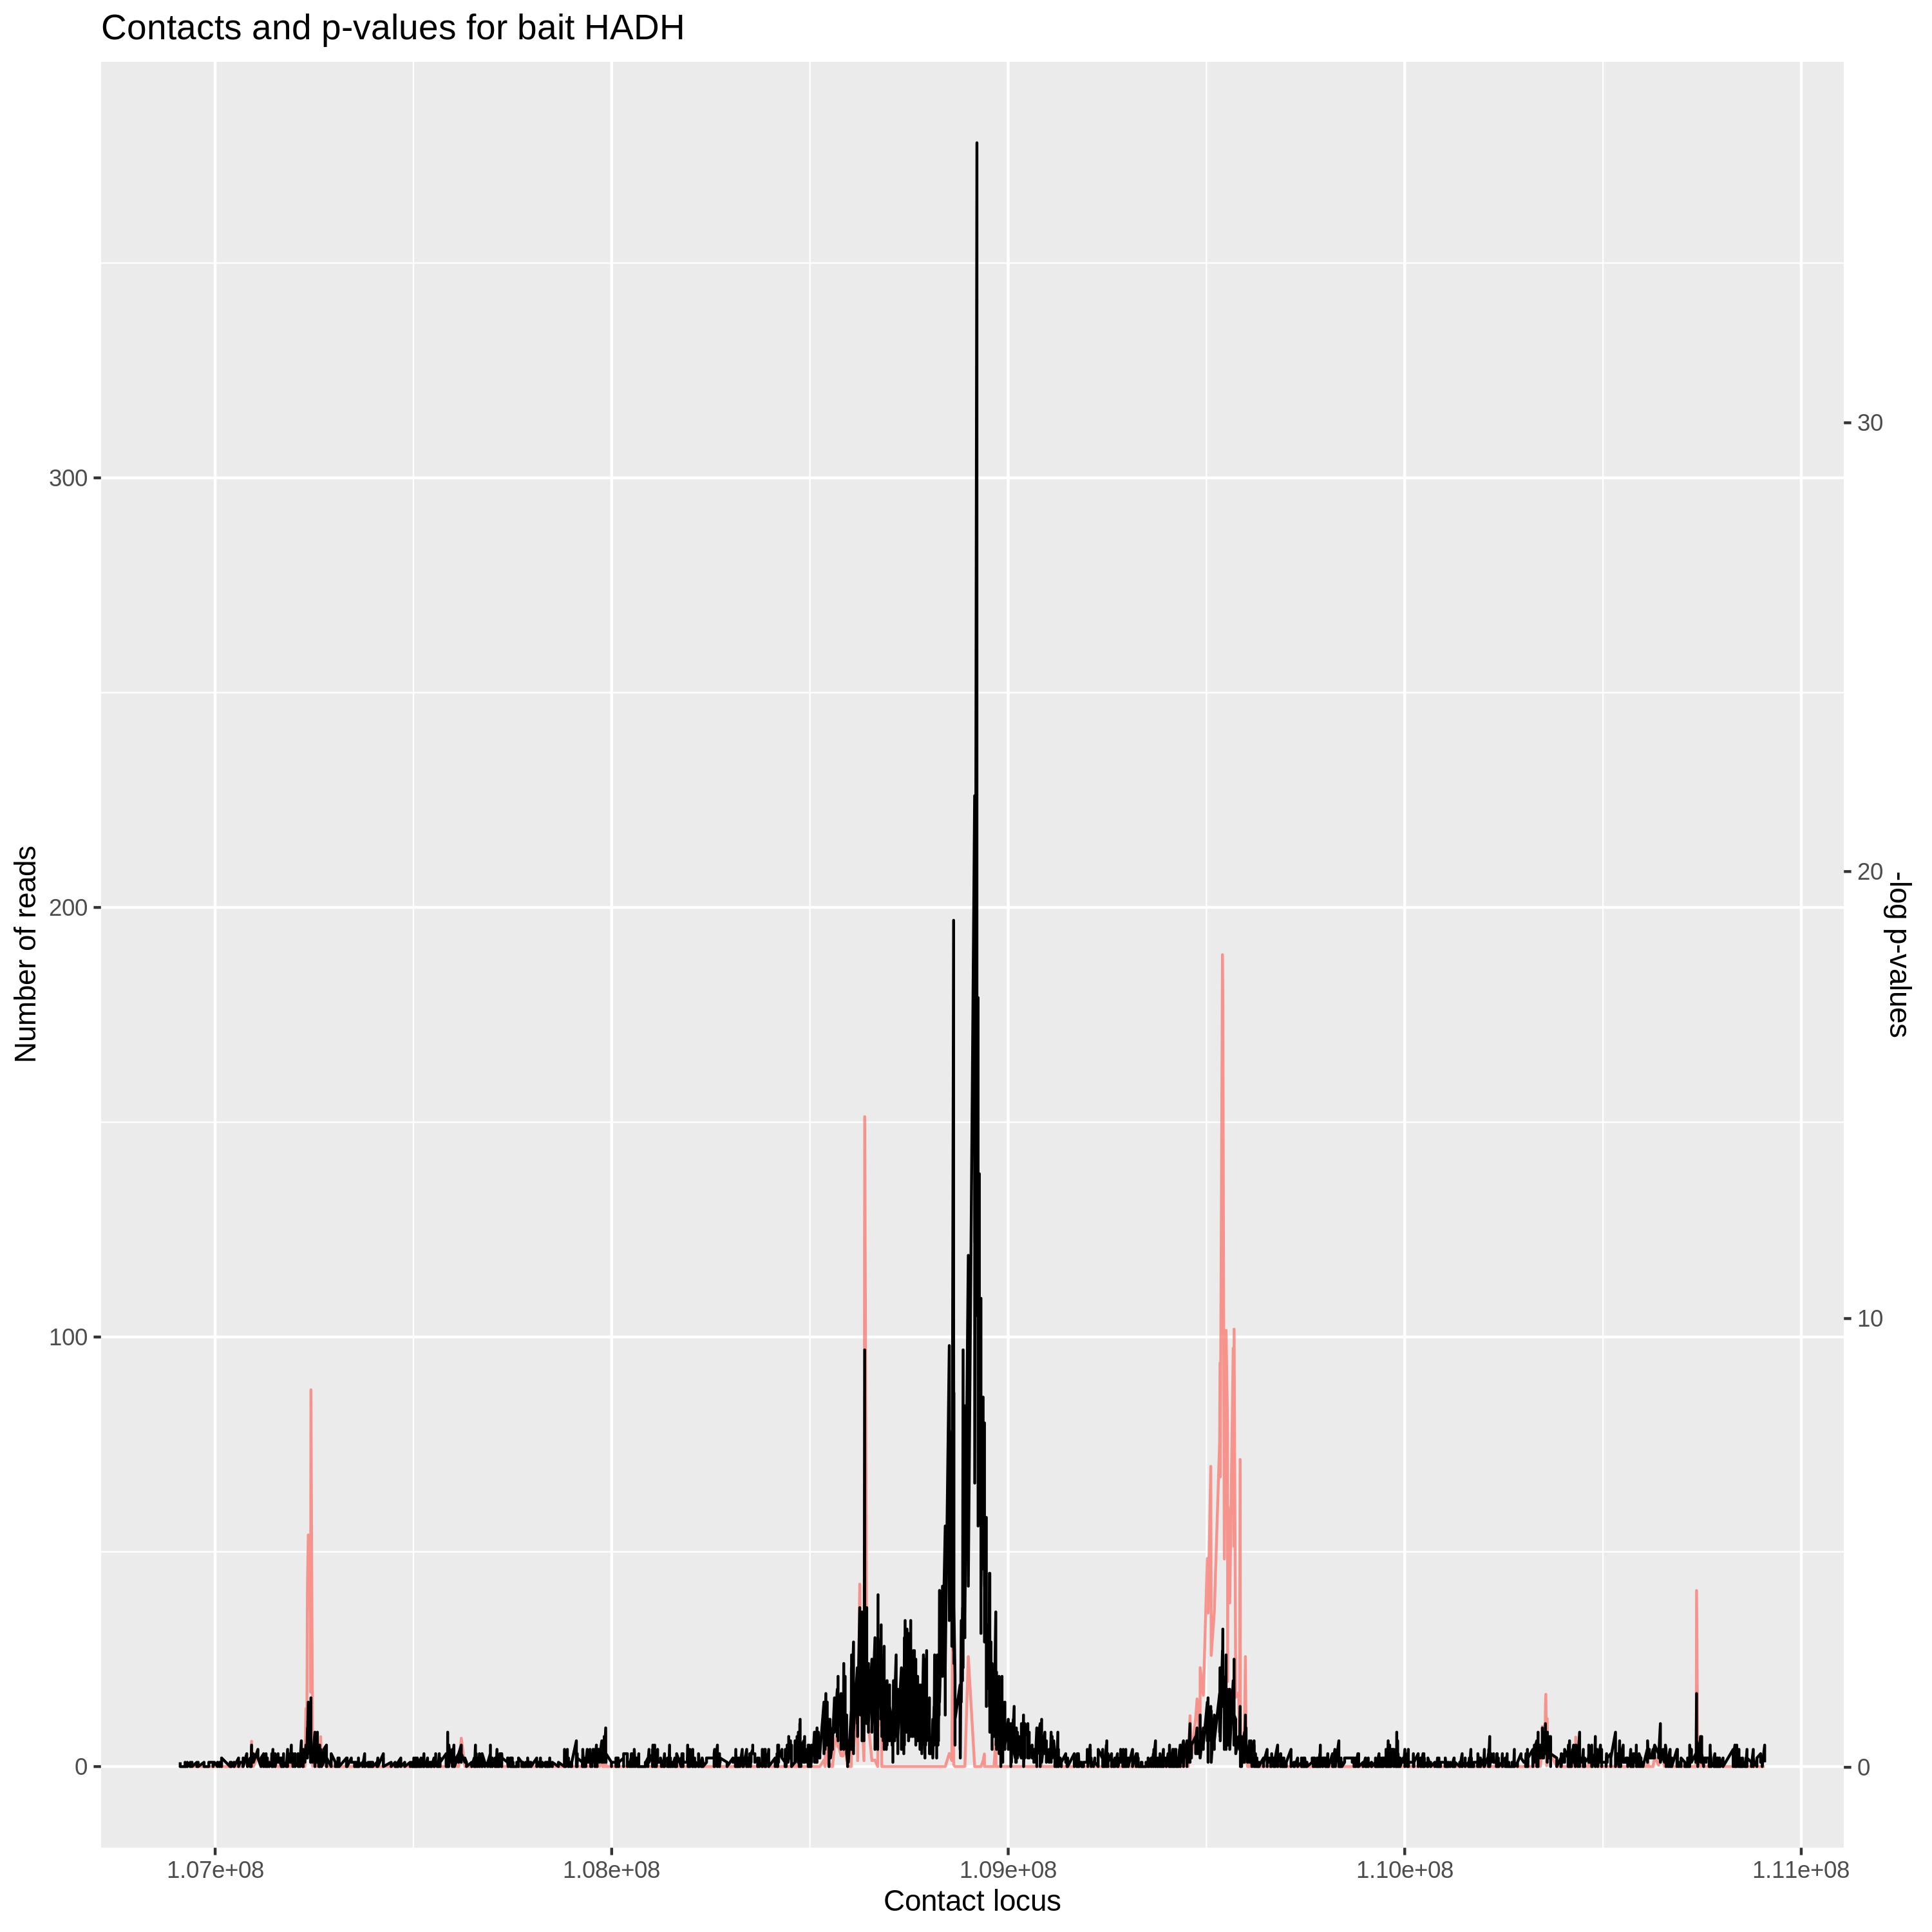 Contacts and p-values for bait HADH
Number of reads
300
200
100
0
30
20
10
0
-log p-values
1.07e+08
1.08e+08
1.09e+08
1.10e+08
1.11e+08
Contact locus